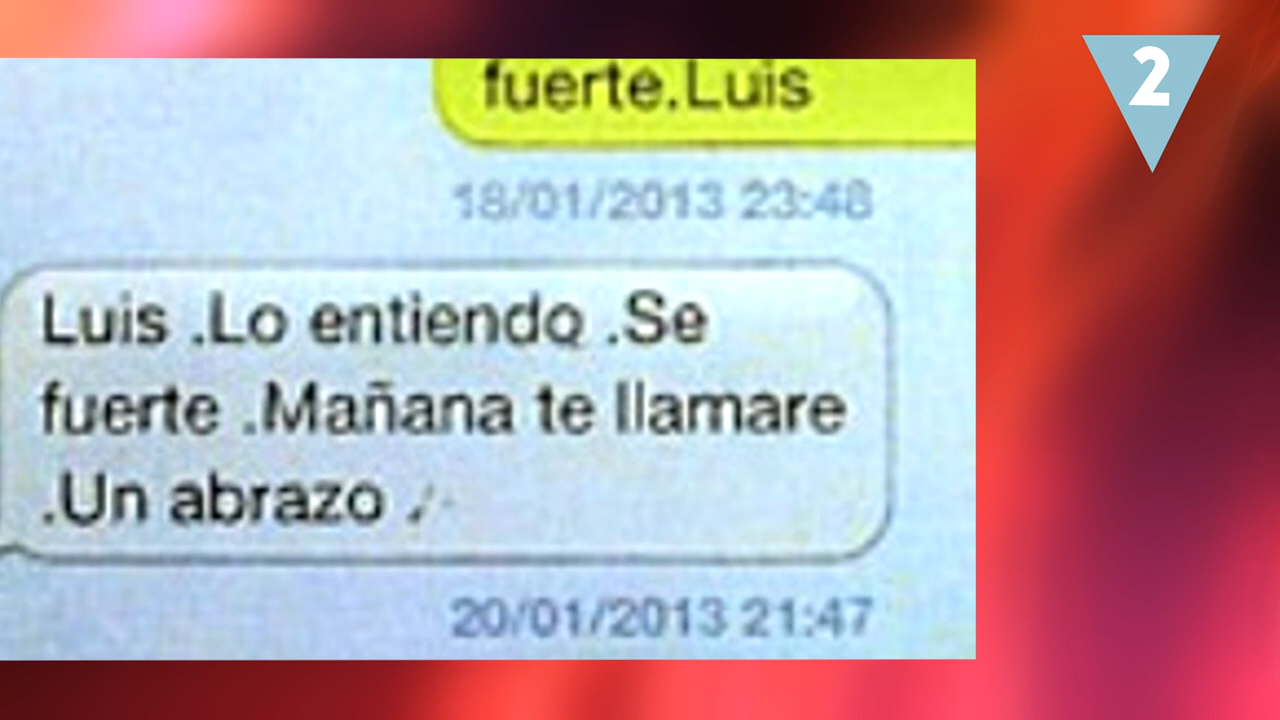 2
fuerte.Luis
18/01/2013 23:48
Luis .Lo entiendo .Se
fuerte .Mañana te llamare
.Un abrazo
20/01/2013 21:47